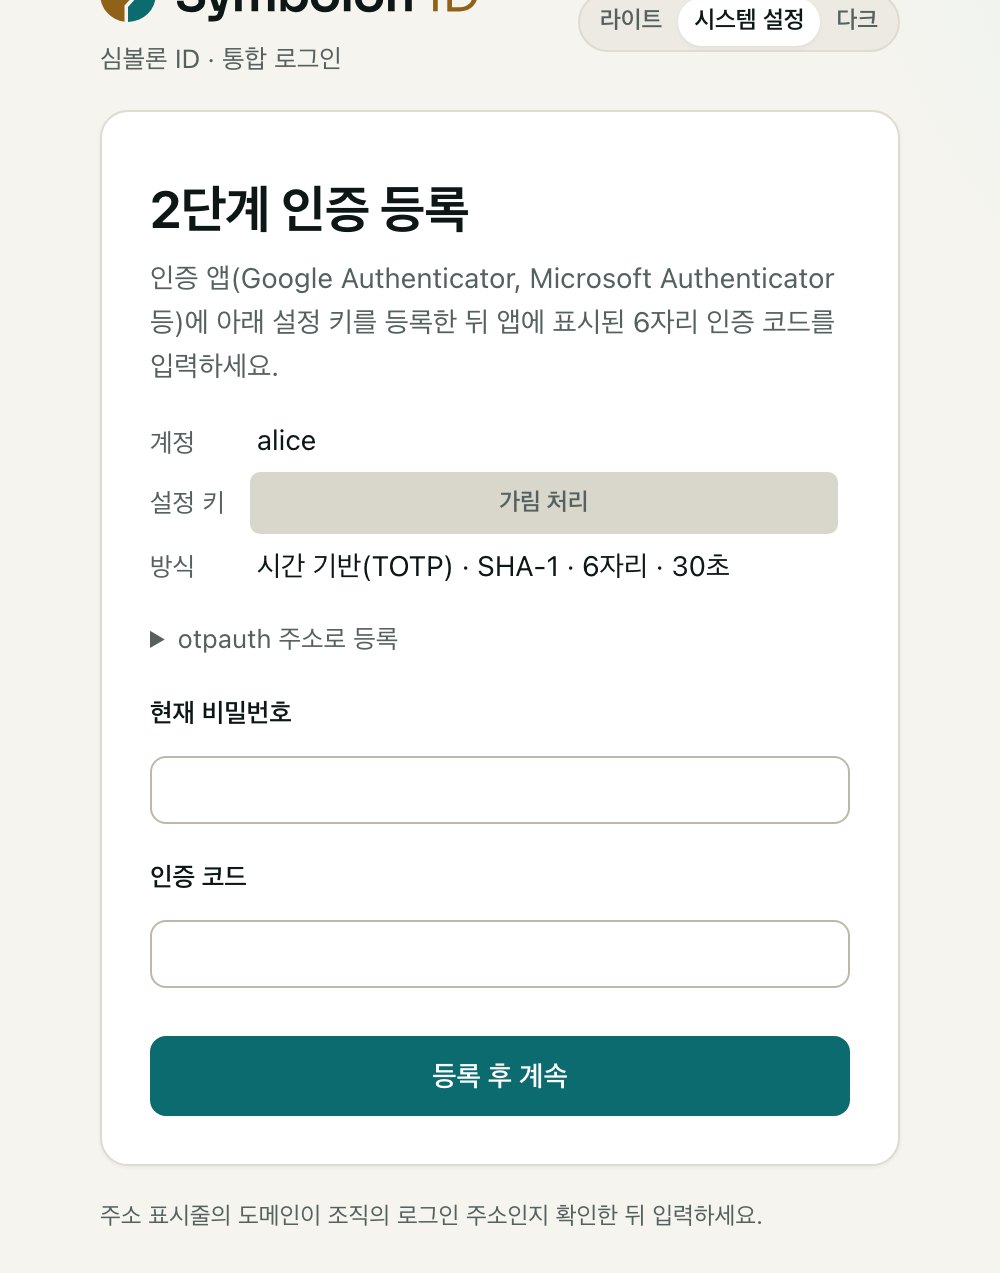 Symbolon ID
라이트 시스템 설정 다크
심볼론 ID · 통합 로그인
2단계 인증 등록
인증 앱(Google Authenticator, Microsoft Authenticator
등)에 아래 설정 키를 등록한 뒤 앱에 표시된 6자리 인증 코드를
입력하세요.
계정 alice
설정 키 가림 처리
방식 시간 기반(TOTP) · SHA-1 · 6자리 · 30초
▶ otpauth 주소로 등록
현재 비밀번호
인증 코드
등록 후 계속
주소 표시줄의 도메인이 조직의 로그인 주소인지 확인한 뒤 입력하세요.